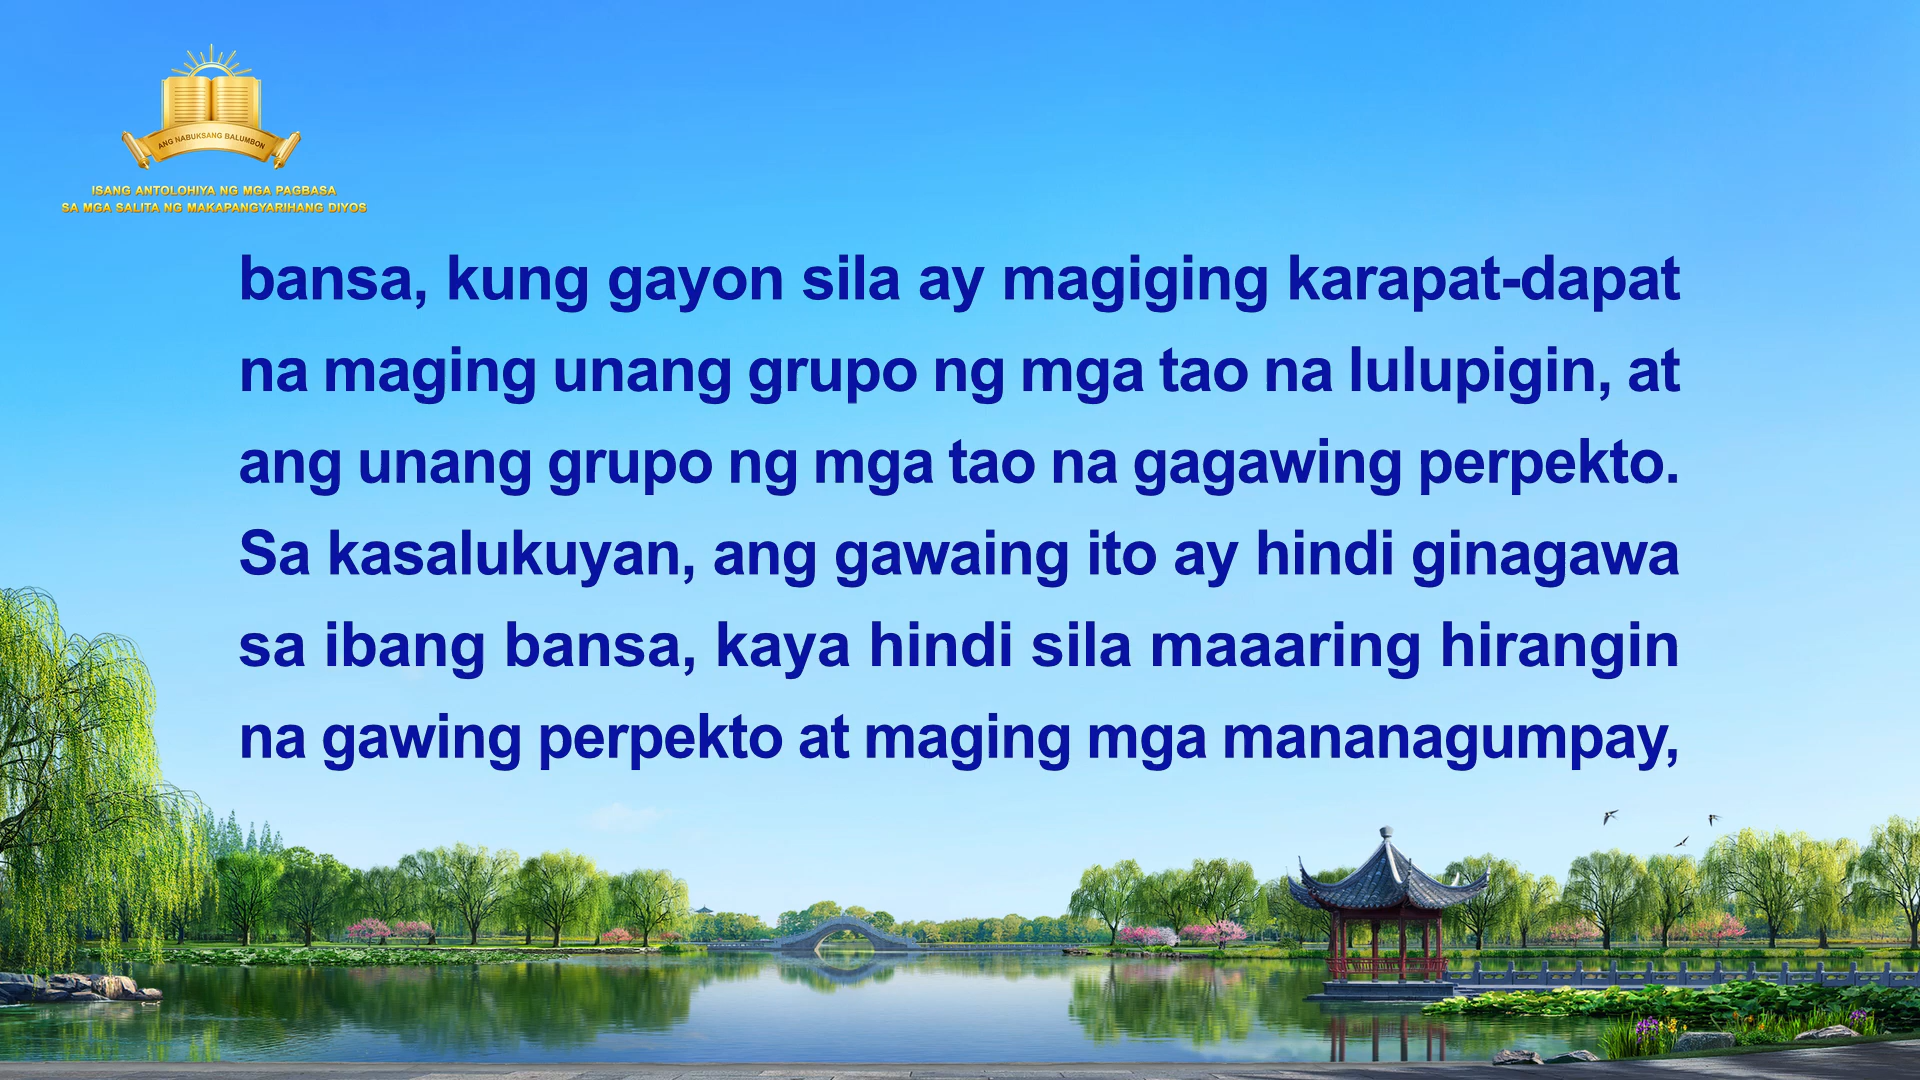 ANG NABUKSANG BALUMBON
ISANG ANTOLOHIYA NG MGA PAGBASA
SA MGA SALITA NG MAKAPANGYARIHANG DIYOS
bansa, kung gayon sila ay magiging karapat-dapat
na maging unang grupo ng mga tao na lulupigin, at
ang unang grupo ng mga tao na gagawing perpekto.
Sa kasalukuyan, ang gawaing ito ay hindi ginagawa
sa ibang bansa, kaya hindi sila maaaring hirangin
na gawing perpekto at maging mga mananagumpay,